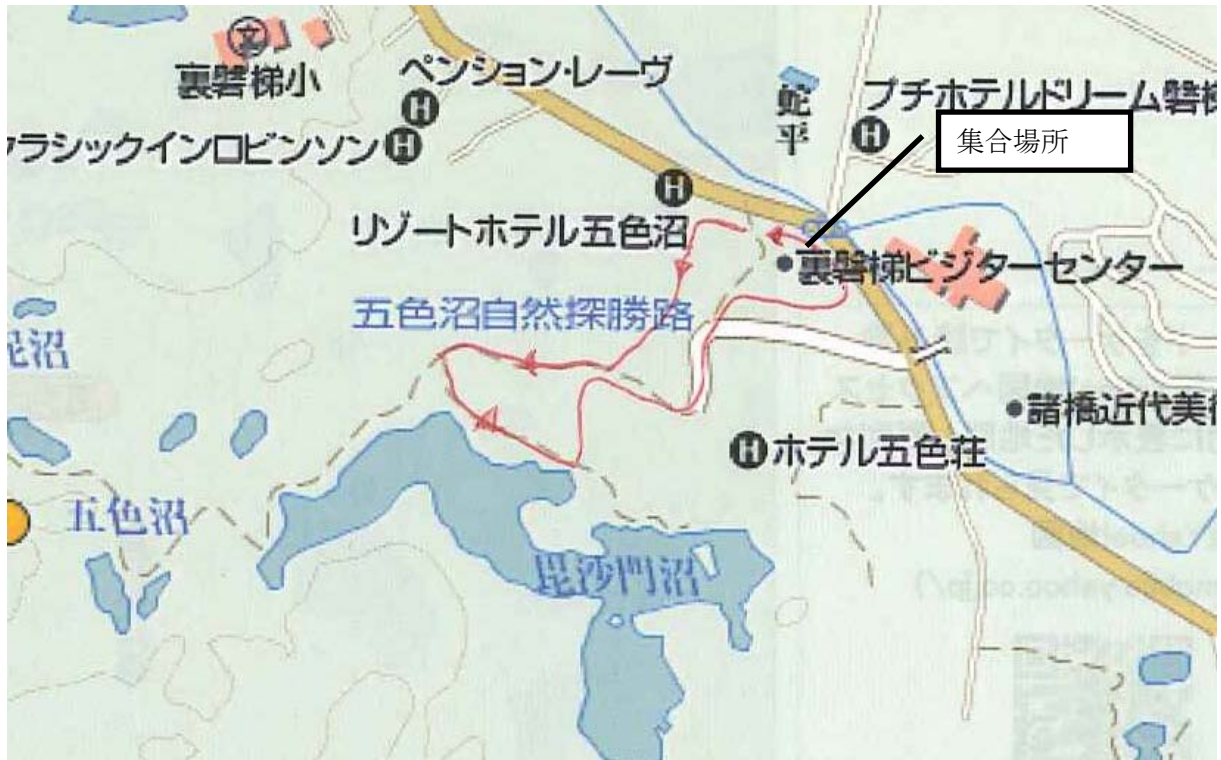 文
裏磐梯小
ペンション・レーヴ
H
ラシックインロビンソン H
蛇平
プチホテルドリーム磐梯
H
集合場所
H
リゾートホテル五色沼
裏磐梯ビジターセンター
五色沼自然探勝路
沼
諸橋近代美術
H ホテル五色荘
五色沼
毘沙門沼
yahoo.co.jp/)